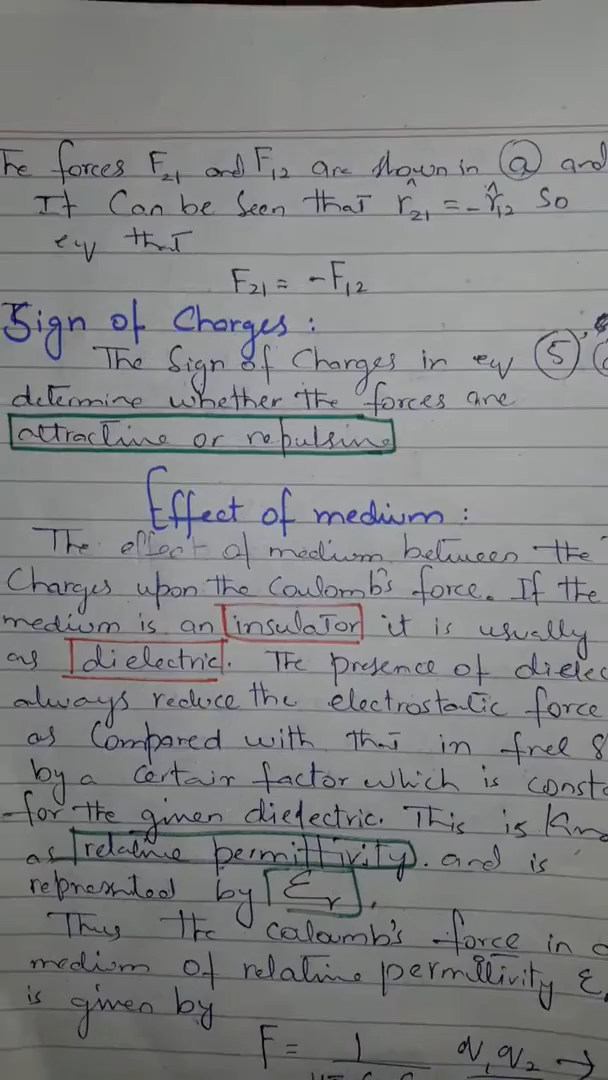 The forces F₂₁ and F₁₂ are shown in (a) and
It Can be Seen that r̂₂₁ = -r̂₁₂ so
eq that
F₂₁ = -F₁₂
Sign of Charges:
The Sign of Charges in eq (5)
determine whether the forces are
attractive or repulsive
Effect of medium:
The effect of medium between the
Charges upon the Coulomb's force. If the
medium is an insulator it is usually
as dielectric. The presence of dielec
always reduce the electrostatic force
as Compared with that in free s
by a certain factor which is consta
for the given dielectric. This is Kno
as relative permittivity. and is
represented by εᵣ.
Thus the calaumb's force in a
medium of relative permittivity ε
is given by
F = 1 q₁q₂ →